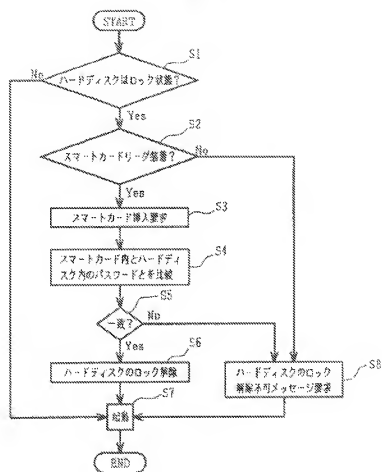 START
S1
ハードディスクはロック状態?
No
Yes
S2
スマートカードリーダ装着?
No
Yes
S3
スマートカード挿入要求
S4
スマートカード内とハードディ
スク内のパスワードとを比較
S5
一致?
No
Yes
S6
ハードディスクのロック解除
S7
起動
S8
ハードディスクのロック
解除不可メッセージ表示
END